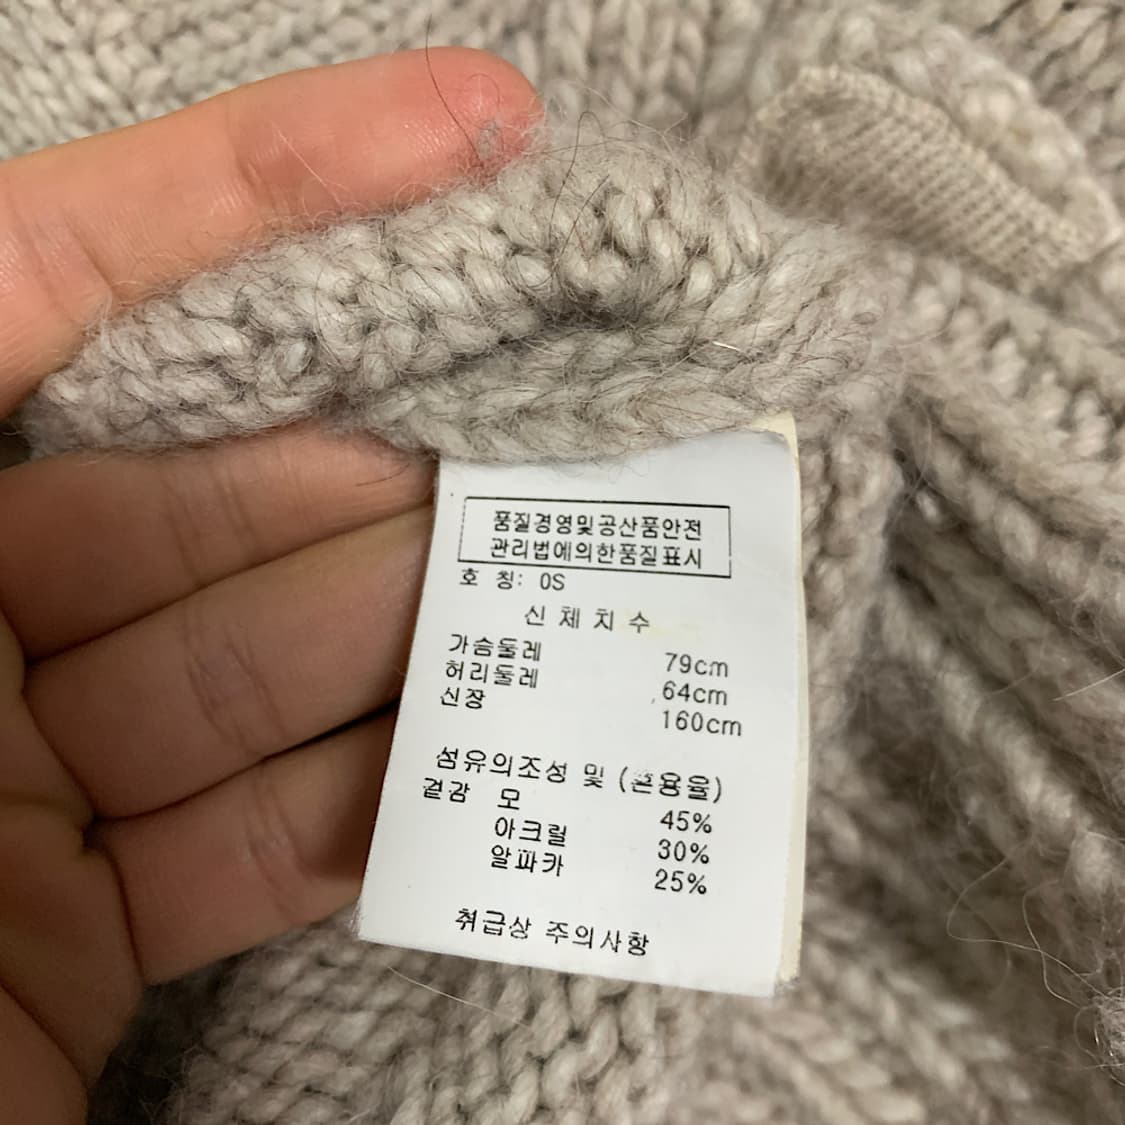 품질경영및공산품안전
관리법에의한품질표시
호 칭: 0S
신 체 치 수
가슴둘레 79cm
허리둘레 64cm
신장 160cm
섬유의조성 및 (혼용율)
겉감 모 45%
아크릴 30%
알파카 25%
취급상 주의사항